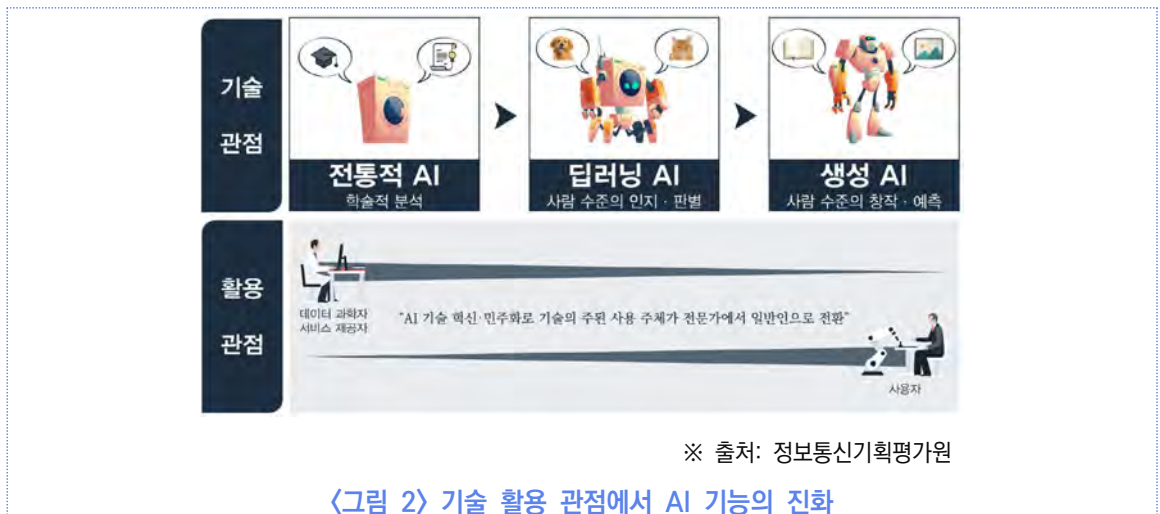 기술
관점
전통적 AI
학술적 분석
딥러닝 AI
사람 수준의 인지 · 판별
생성 AI
사람 수준의 창작 · 예측
활용
관점
데이터 과학자
서비스 제공자
"AI 기술 혁신·민주화로 기술의 주된 사용 주체가 전문가에서 일반인으로 전환"
사용자
※ 출처: 정보통신기획평가원
〈그림 2〉 기술 활용 관점에서 AI 기능의 진화